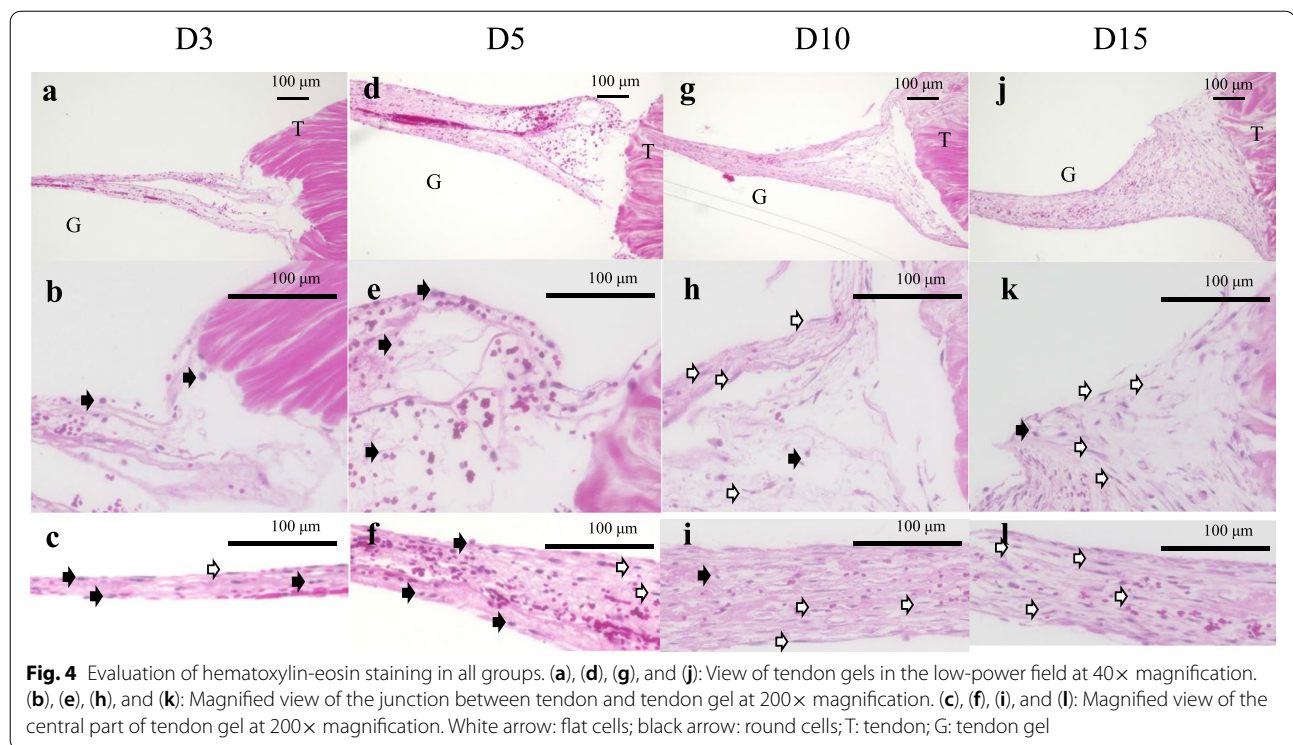 D3 D5 D10 D15
a 100 μm T G
d 100 μm T G
g 100 μm T G
j 100 μm T G
b 100 μm
e 100 μm
h 100 μm
k 100 μm
c 100 μm
f 100 μm
i 100 μm
l 100 μm
Fig. 4 Evaluation of hematoxylin-eosin staining in all groups. (a), (d), (g), and (j): View of tendon gels in the low-power field at 40× magnification.
(b), (e), (h), and (k): Magnified view of the junction between tendon and tendon gel at 200× magnification. (c), (f), (i), and (l): Magnified view of the
central part of tendon gel at 200× magnification. White arrow: flat cells; black arrow: round cells; T: tendon; G: tendon gel